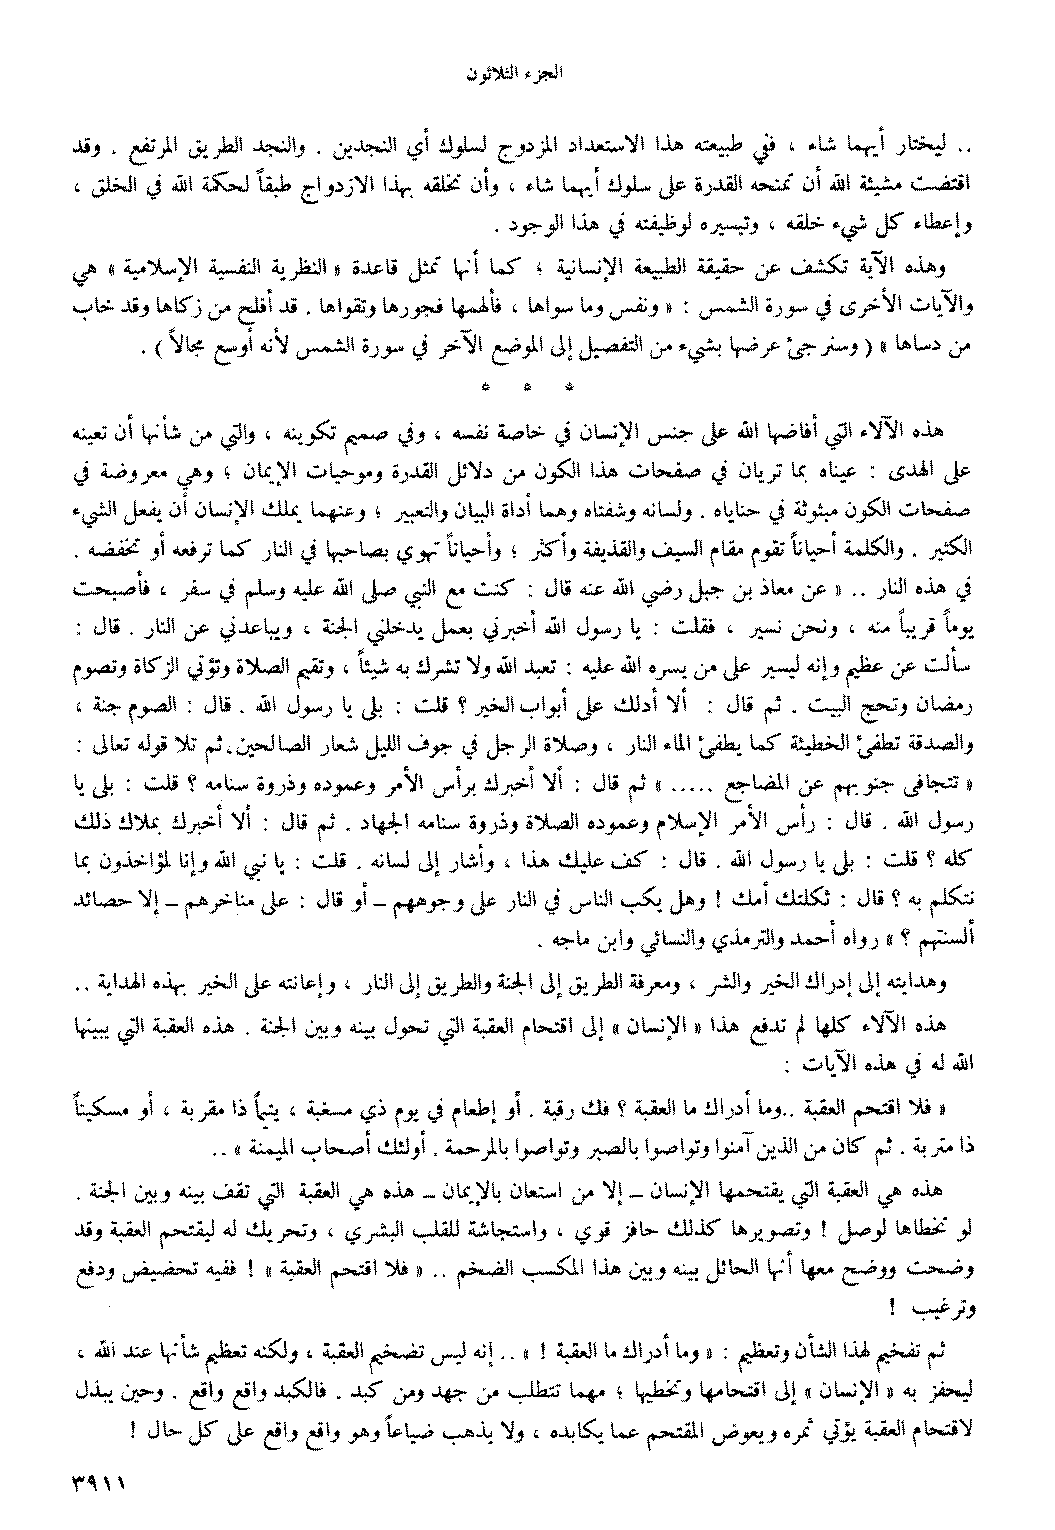 الجزء الثلاثون
.. ليختار أيهما شاء ، ففي طبيعته هذا الاستعداد المزدوج لسلوك أي النجدين . والنجد الطريق المرتفع . وقد
اقتضت مشيئة الله أن تمنحه القدرة على سلوك أيهما شاء ، وأن تخلقه بهذا الازدواج طبقاً لحكمة الله في الخلق ،
وإعطاء كل شيء خلقه ، وتيسيره لوظيفته في هذا الوجود .
وهذه الآية تكشف عن حقيقة الطبيعة الإنسانية ؛ كما أنها تمثل قاعدة « النظرية النفسية الإسلامية » هي
والآيات الأخرى في سورة الشمس : « ونفس وما سواها ، فألهمها فجورها وتقواها . قد أفلح من زكاها وقد خاب
من دساها » ( وسنرجئ عرضها بشيء من التفصيل إلى الموضع الآخر في سورة الشمس لأنه أوسع مجالاً ) .
* * *
هذه الآلاء التي أفاضها الله على جنس الإنسان في خاصة نفسه ، وفي صميم تكوينه ، والتي من شأنها أن تعينه
على الهدى : عيناه بما تريان في صفحات هذا الكون من دلائل القدرة وموحيات الإيمان ؛ وهي معروضة في
صفحات الكون مبثوثة في حناياه . ولسانه وشفتاه وهما أداة البيان والتعبير ؛ وعنهما يملك الإنسان أن يفعل الشيء
الكثير . والكلمة أحياناً تقوم مقام السيف والقذيفة وأكثر ؛ وأحياناً تهوي بصاحبها في النار كما ترفعه أو تخفضه .
في هذه النار .. « عن معاذ بن جبل رضي الله عنه قال : كنت مع النبي صلى الله عليه وسلم في سفر ، فأصبحت
يوماً قريباً منه ، ونحن نسير ، فقلت : يا رسول الله أخبرني بعمل يدخلني الجنة ، ويباعدني عن النار . قال :
سألت عن عظيم وإنه ليسير على من يسره الله عليه : تعبد الله ولا تشرك به شيئاً ، وتقيم الصلاة وتؤتي الزكاة وتصوم
رمضان وتحج البيت . ثم قال : ألا أدلك على أبواب الخير ؟ قلت : بلى يا رسول الله . قال : الصوم جنة ،
والصدقة تطفئ الخطيئة كما يطفئ الماء النار ، وصلاة الرجل في جوف الليل شعار الصالحين. ثم تلا قوله تعالى :
« تتجافى جنوبهم عن المضاجع ..... » ثم قال : ألا أخبرك برأس الأمر وعموده وذروة سنامه ؟ قلت : بلى يا
رسول الله . قال : رأس الأمر الإسلام وعموده الصلاة وذروة سنامه الجهاد . ثم قال : ألا أخبرك بملاك ذلك
كله ؟ قلت : بلى يا رسول الله . قال : كف عليك هذا ، وأشار إلى لسانه . قلت : يا نبي الله وإنا لمؤاخذون بما
نتكلم به ؟ قال : ثكلتك أمك ! وهل يكب الناس في النار على وجوههم – أو قال : على مناخرهم – إلا حصائد
ألسنتهم ؟ » رواه أحمد والترمذي والنسائي وابن ماجه .
وهدايته إلى إدراك الخير والشر ، ومعرفة الطريق إلى الجنة والطريق إلى النار ، وإعانته على الخير بهذه الهداية ..
هذه الآلاء كلها لم تدفع هذا « الإنسان » إلى اقتحام العقبة التي تحول بينه وبين الجنة . هذه العقبة التي يبينها
الله له في هذه الآيات :
« فلا اقتحم العقبة ..وما أدراك ما العقبة ؟ فك رقبة . أو إطعام في يوم ذي مسغبة ، يتيماً ذا مقربة ، أو مسكيناً
ذا متربة . ثم كان من الذين آمنوا وتواصوا بالصبر وتواصوا بالمرحمة . أولئك أصحاب الميمنة » ..
هذه هي العقبة التي يقتحمها الإنسان – إلا من استعان بالإيمان – هذه هي العقبة التي تقف بينه وبين الجنة .
لو تخطاها لوصل ! وتصويرها كذلك حافز قوي ، واستجاشة للقلب البشري ، وتحريك له ليقتحم العقبة وقد
وضحت ووضح معها أنها الحائل بينه وبين هذا المكسب الضخم .. « فلا اقتحم العقبة » ! ففيه تحضيض ودفع
وترغيب !
ثم تفخيم لهذا الشأن وتعظيم : « وما أدراك ما العقبة ! » .. إنه ليس تضخيم العقبة ، ولكنه تعظيم شأنها عند الله ،
ليحفز به « الإنسان » إلى اقتحامها وتخطيها ؛ مهما تتطلب من جهد ومن كبد . فالكبد واقع واقع . وحين يبذل
لاقتحام العقبة يؤتي ثمره ويعوض المقتحم عما يكابده ، ولا يذهب ضياعاً وهو واقع واقع على كل حال !
٣٩١١